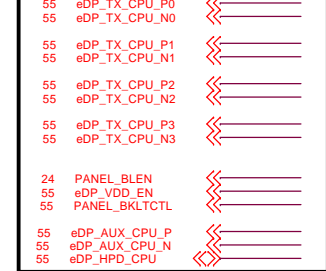 55 eDP_TX_CPU_P0
55 eDP_TX_CPU_N0
55 eDP_TX_CPU_P1
55 eDP_TX_CPU_N1
55 eDP_TX_CPU_P2
55 eDP_TX_CPU_N2
55 eDP_TX_CPU_P3
55 eDP_TX_CPU_N3
24 PANEL_BLEN
55 eDP_VDD_EN
55 PANEL_BKLTCTL
55 eDP_AUX_CPU_P
55 eDP_AUX_CPU_N
55 eDP_HPD_CPU